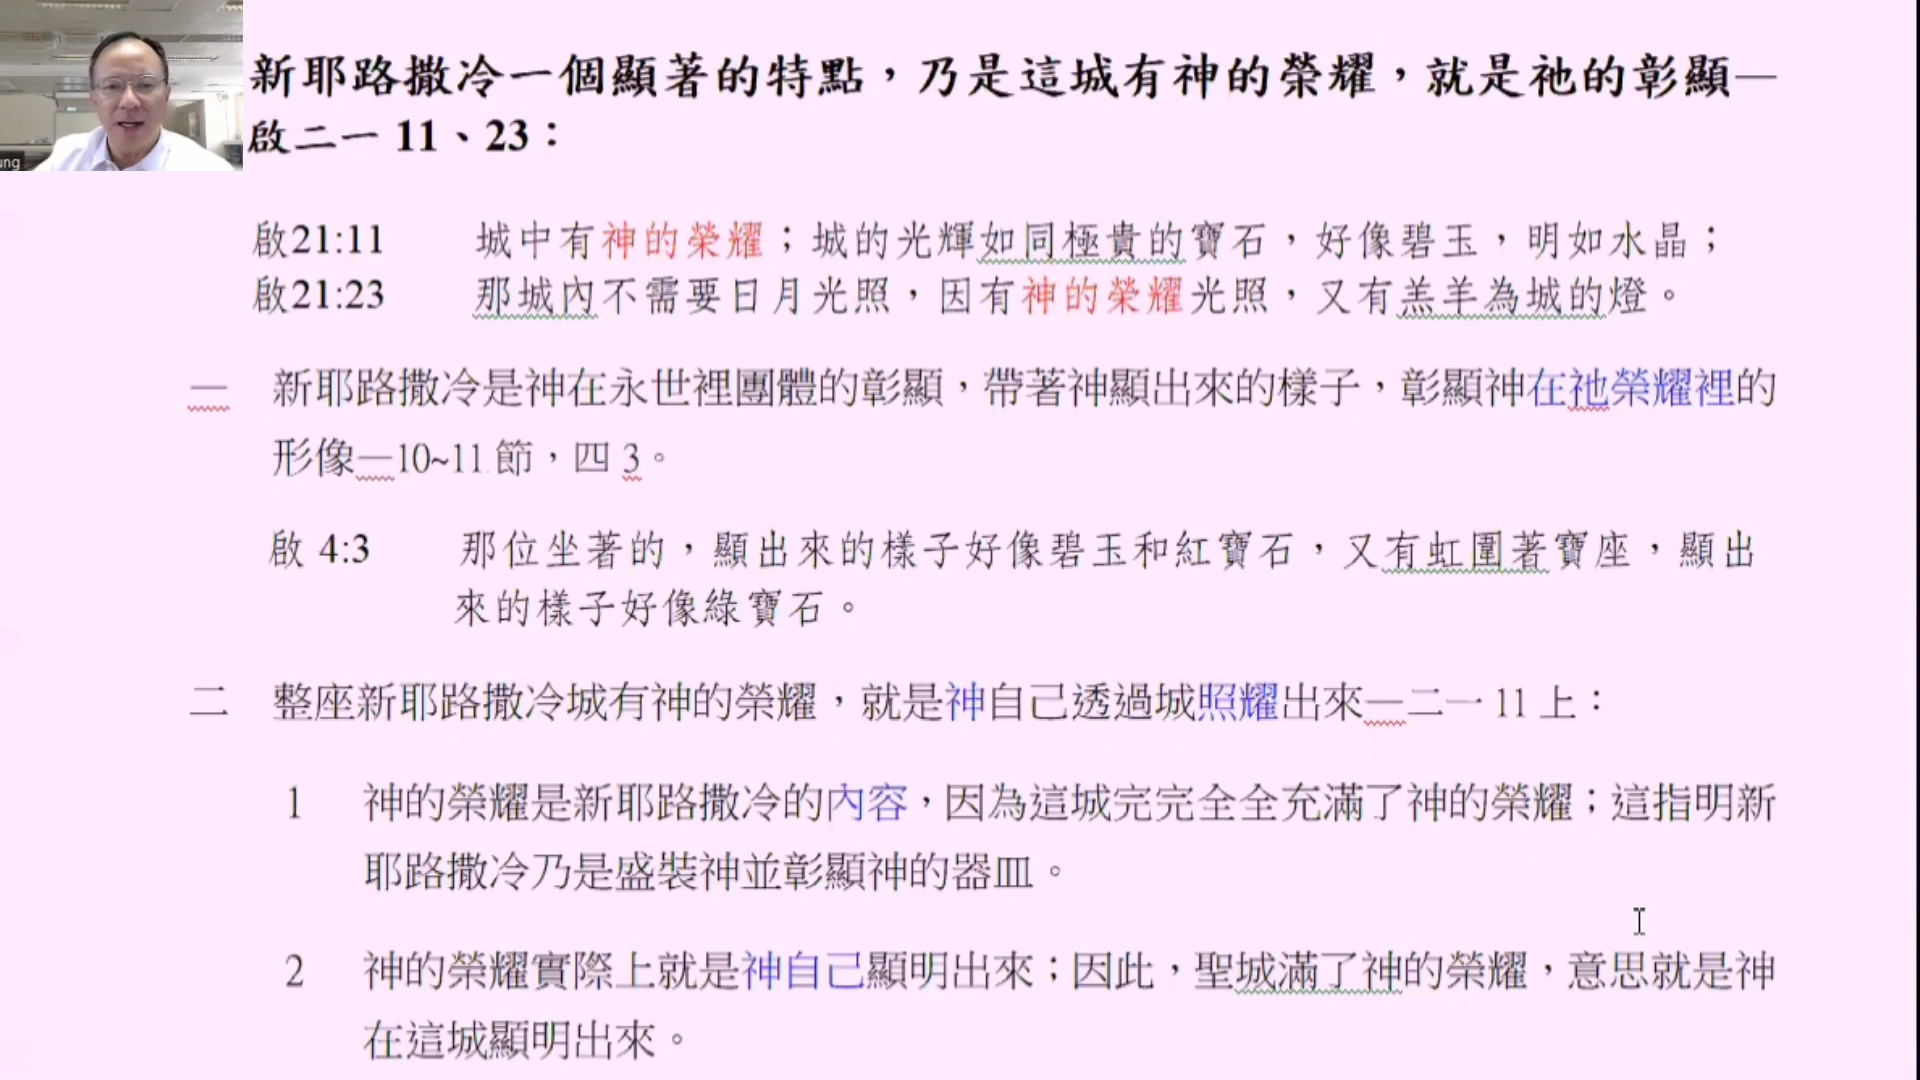 新耶路撒冷一個顯著的特點，乃是這城有神的榮耀，就是祂的彰顯—
啟二一 11、23：
ung
啟21:11 城中有神的榮耀；城的光輝如同極貴的寶石，好像碧玉，明如水晶；
啟21:23 那城內不需要日月光照，因有神的榮耀光照，又有羔羊為城的燈。
一 新耶路撒冷是神在永世裡團體的彰顯，帶著神顯出來的樣子，彰顯神在祂榮耀裡的
形像—10~11 節，四 3。
啟 4:3 那位坐著的，顯出來的樣子好像碧玉和紅寶石，又有虹圍著寶座，顯出
來的樣子好像綠寶石。
二 整座新耶路撒冷城有神的榮耀，就是神自己透過城照耀出來—二一 11 上：
1 神的榮耀是新耶路撒冷的內容，因為這城完完全全充滿了神的榮耀；這指明新
耶路撒冷乃是盛裝神並彰顯神的器皿。
2 神的榮耀實際上就是神自己顯明出來；因此，聖城滿了神的榮耀，意思就是神
在這城顯明出來。